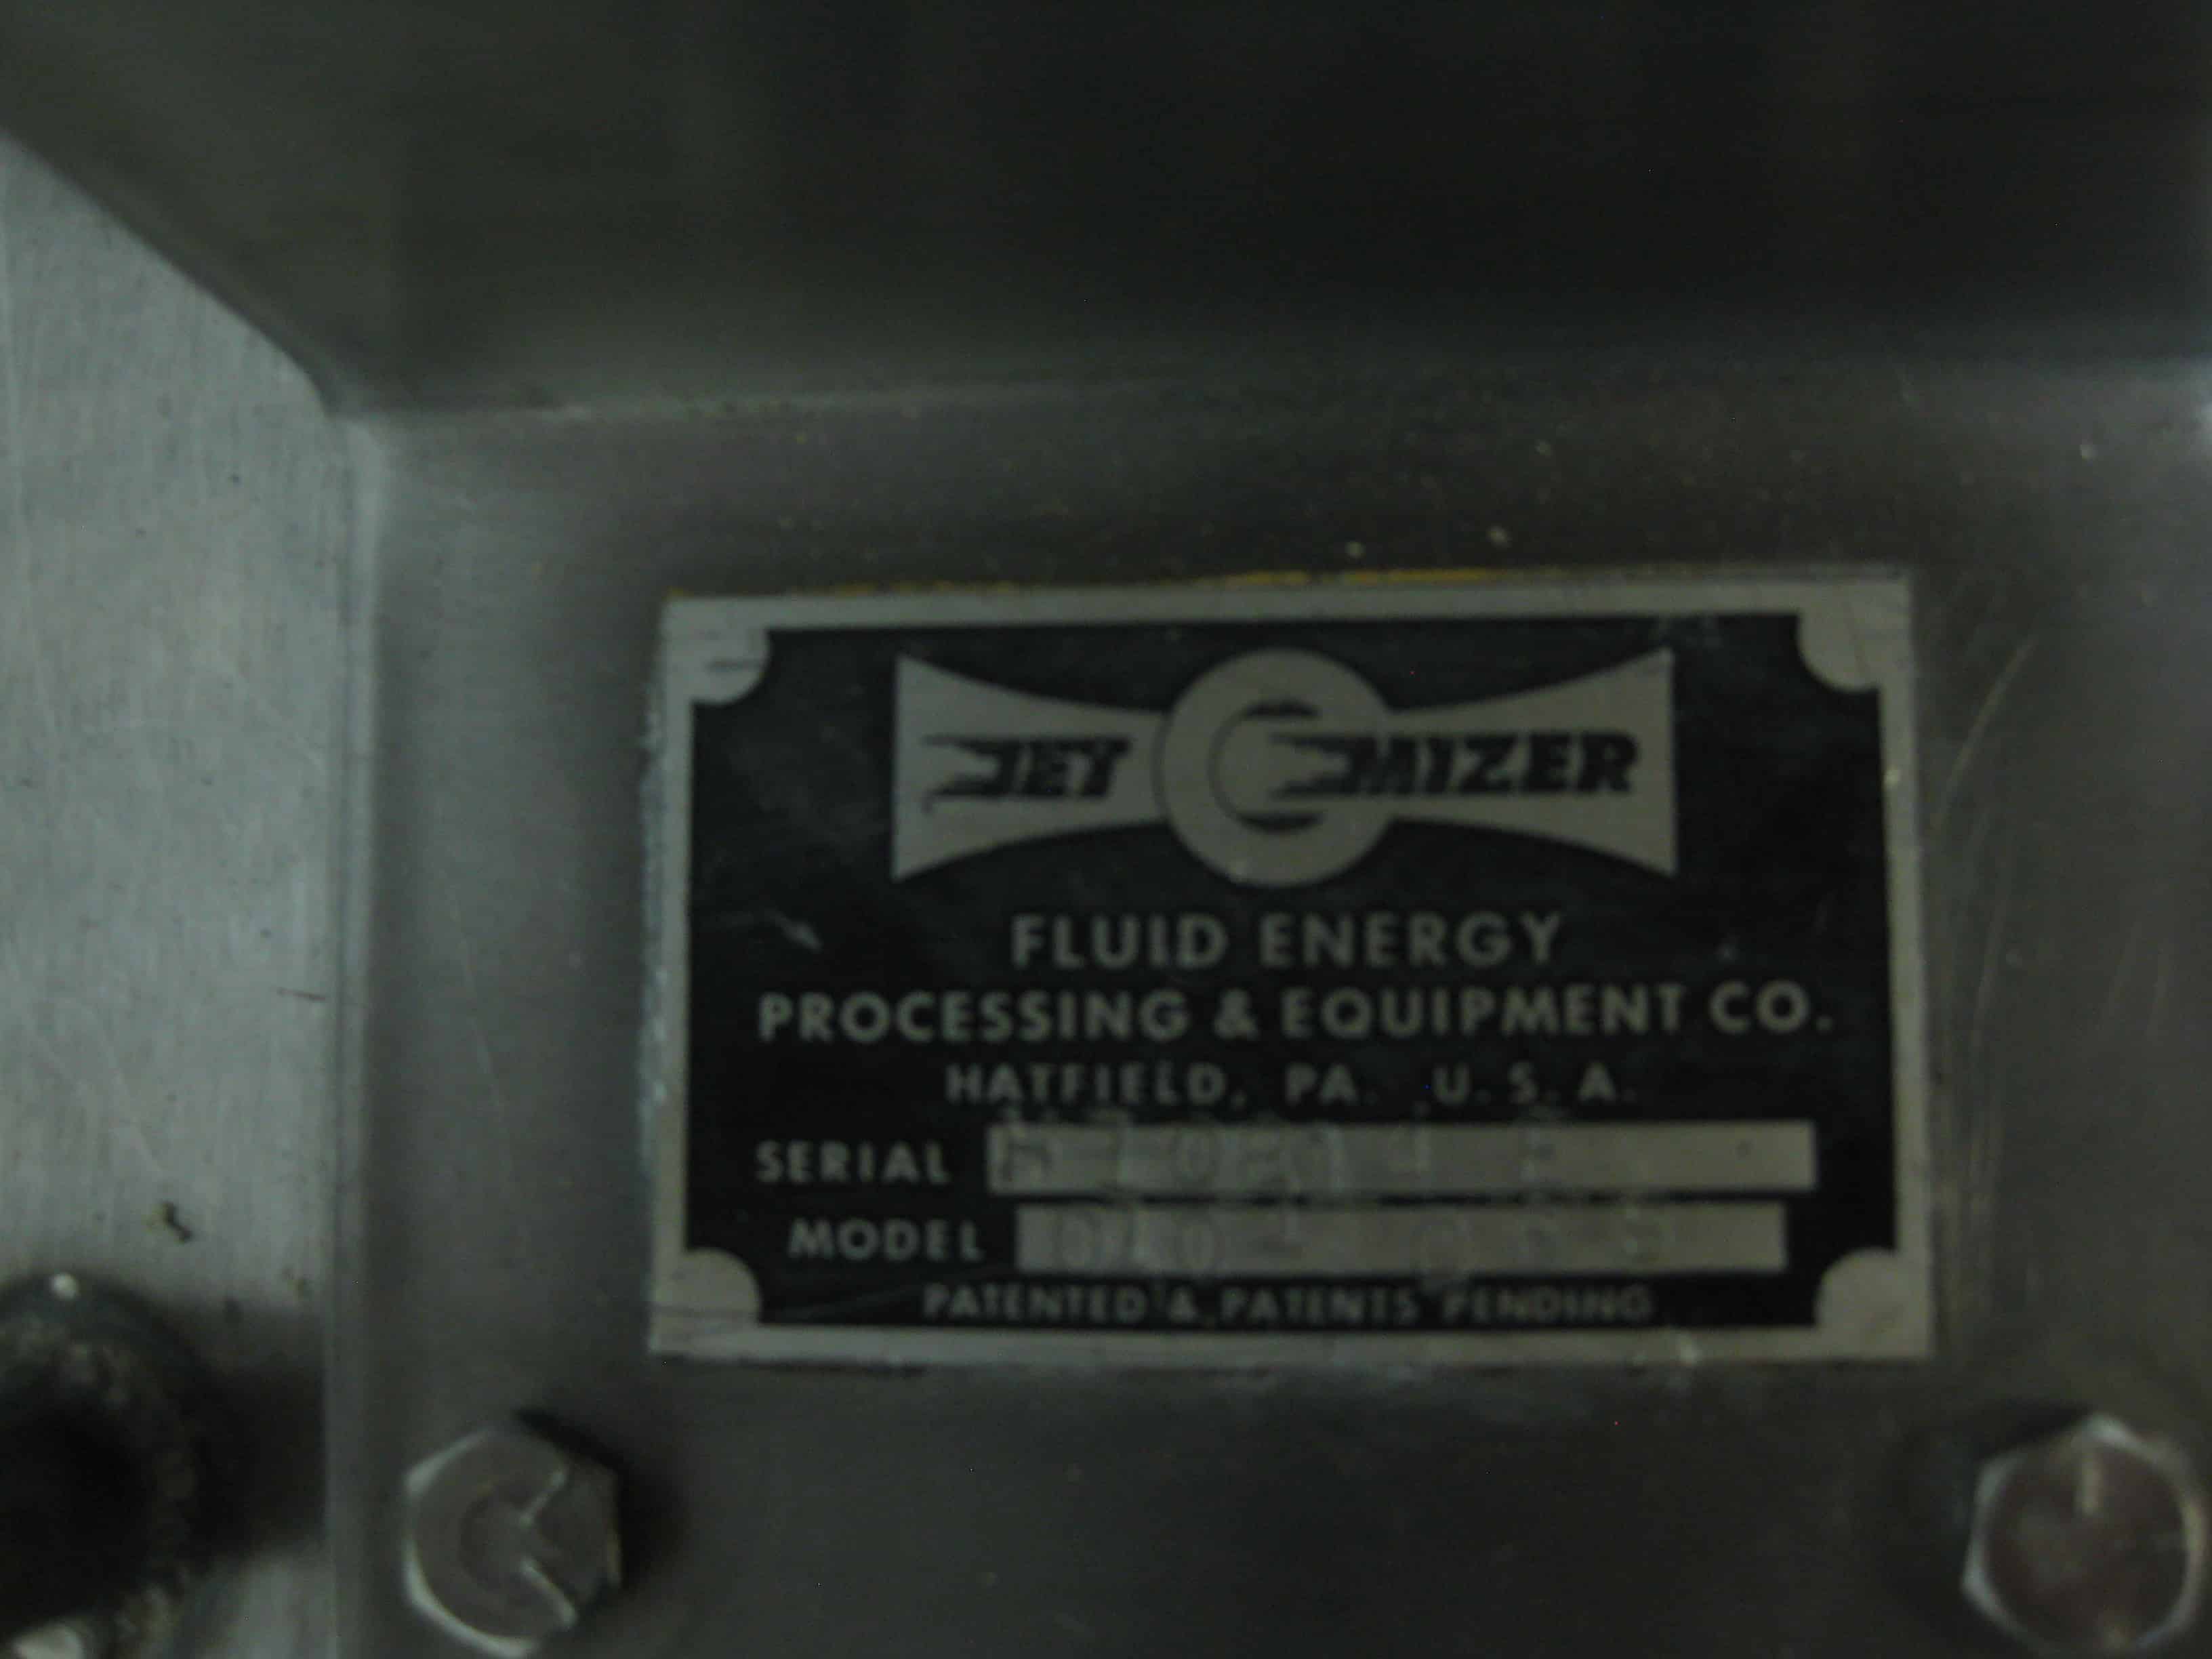 JET-O-MIZER
FLUID ENERGY
PROCESSING & EQUIPMENT CO.
HATFIELD, PA. U.S.A.
SERIAL
MODEL
PATENTED & PATENTS PENDING